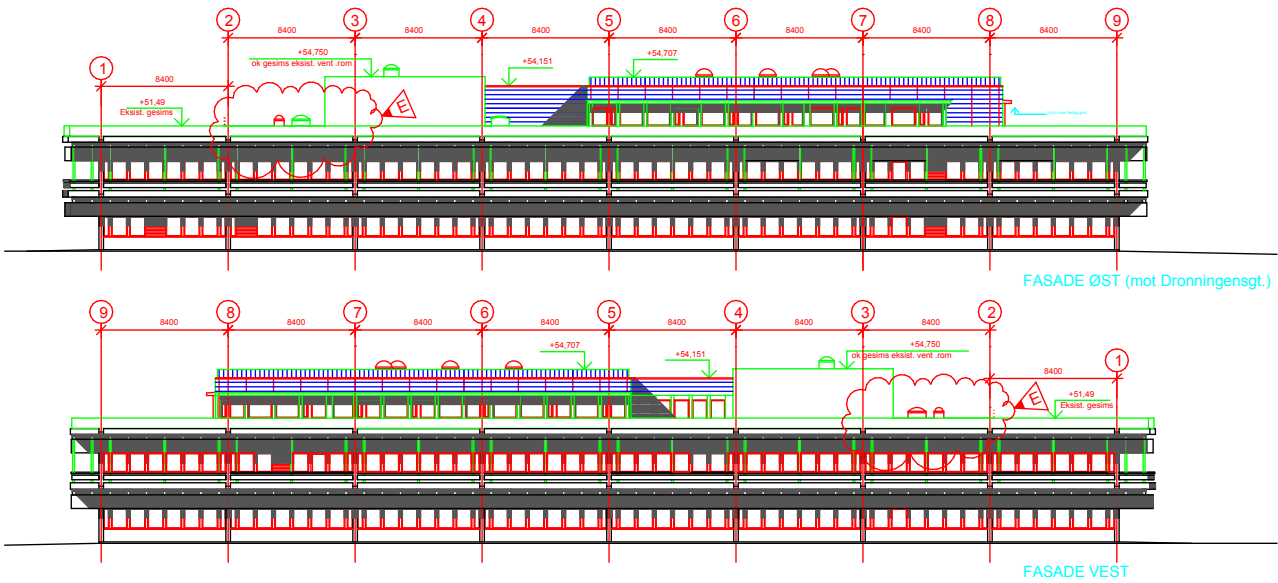 2 3 4 5 6 7 8 9
8400 8400 8400 8400 8400 8400 8400
+54,750
ok gesims eksist. vent .rom
+54,151
+54,707
1
8400
+51,49
Eksist. gesims
E
FASADE ØST (mot Dronningensgt.)
9 8 7 6 5 4 3 2
8400 8400 8400 8400 8400 8400 8400
+54,707
+54,151
+54,750
ok gesims eksist. vent .rom
1
8400
+51,49
Eksist. gesims
E
FASADE VEST